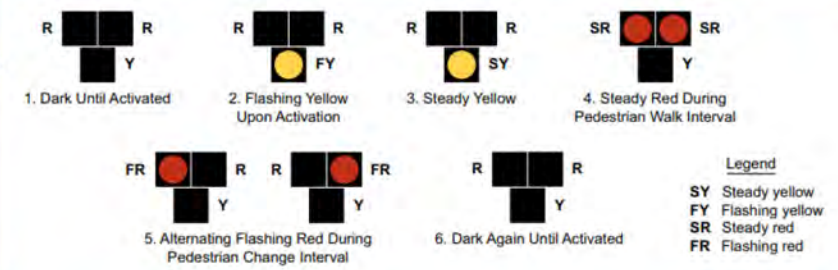 R R R R R R SR SR
Y FY SY Y
1. Dark Until Activated
2. Flashing Yellow
Upon Activation
3. Steady Yellow
4. Steady Red During
Pedestrian Walk Interval
FR R R FR R R
Y Y Y
5. Alternating Flashing Red During
Pedestrian Change Interval
6. Dark Again Until Activated
Legend
SY Steady yellow
FY Flashing yellow
SR Steady red
FR Flashing red